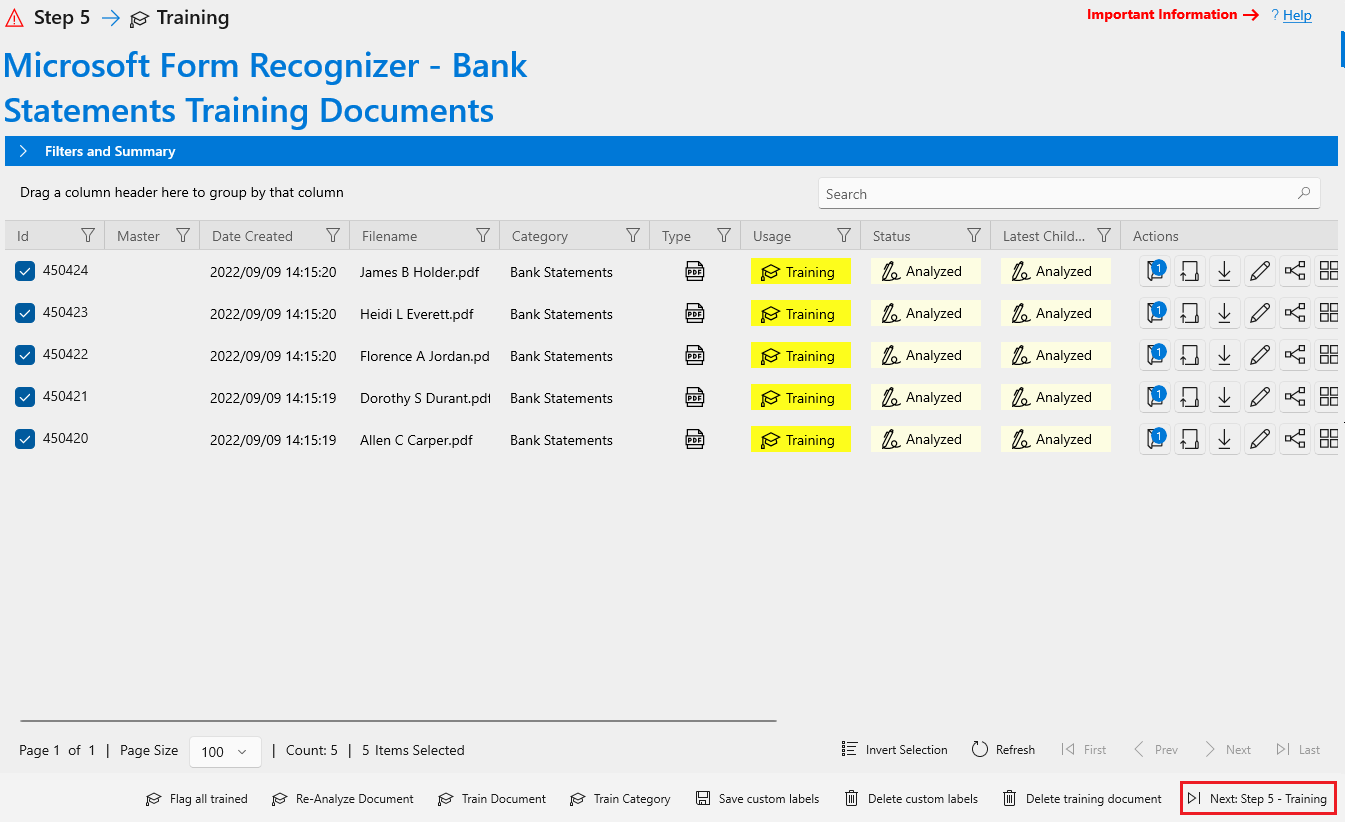 Step 5 Training
Important Information ? Help
Microsoft Form Recognizer - Bank
Statements Training Documents
Filters and Summary
Drag a column header here to group by that column
Search
Id Master Date Created Filename Category Type Usage Status Latest Child... Actions
450424 2022/09/09 14:15:20 James B Holder.pdf Bank Statements PDF Training Analyzed Analyzed 1
450423 2022/09/09 14:15:20 Heidi L Everett.pdf Bank Statements PDF Training Analyzed Analyzed 1
450422 2022/09/09 14:15:20 Florence A Jordan.pd Bank Statements PDF Training Analyzed Analyzed 1
450421 2022/09/09 14:15:19 Dorothy S Durant.pdf Bank Statements PDF Training Analyzed Analyzed 1
450420 2022/09/09 14:15:19 Allen C Carper.pdf Bank Statements PDF Training Analyzed Analyzed 1
Page 1 of 1 | Page Size 100 | Count: 5 | 5 Items Selected Invert Selection Refresh First Prev Next Last
Flag all trained Re-Analyze Document Train Document Train Category Save custom labels Delete custom labels Delete training document Next: Step 5 - Training